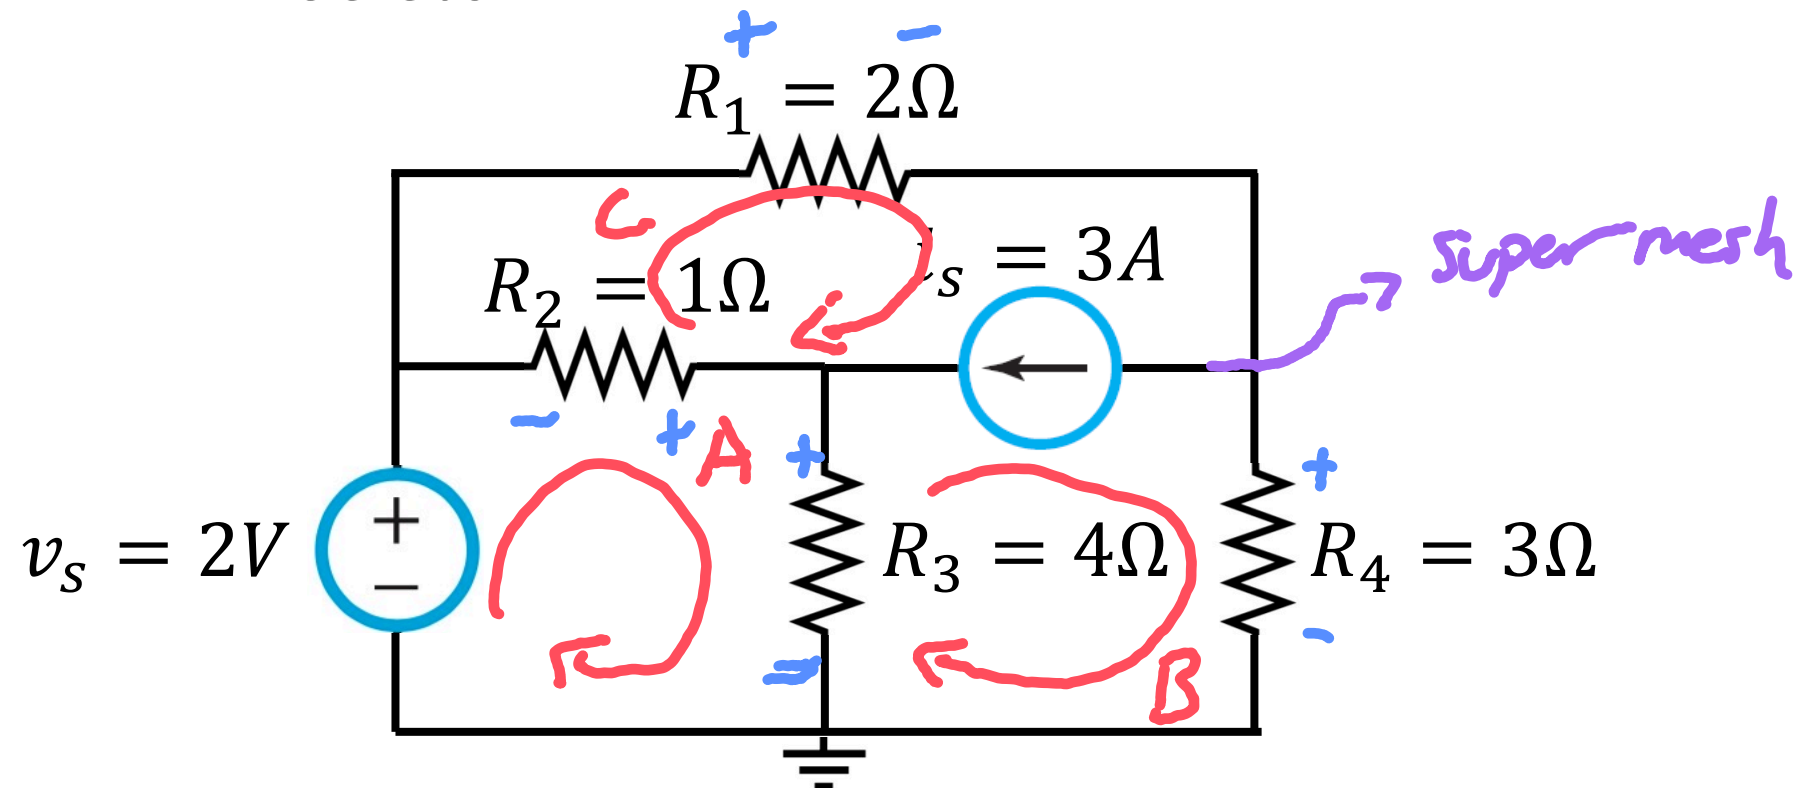 + −
R₁ = 2Ω
C
= 3A
super mesh
R₂ = 1Ω
− + A +
+
−
vₛ = 2V
R₃ = 4Ω
+
R₄ = 3Ω
−
B